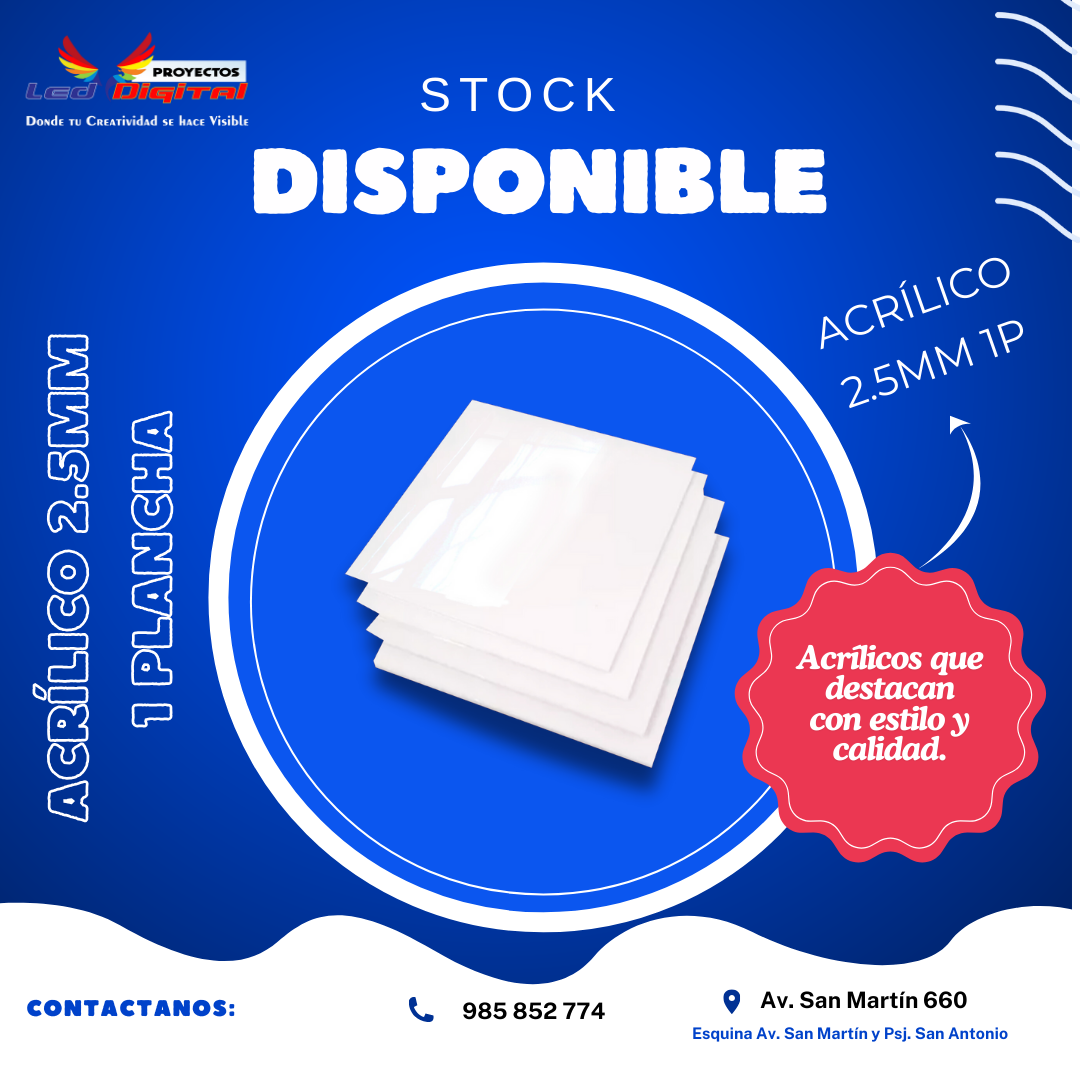 PROYECTOS
Led Digital
Donde tu Creatividad se hace Visible
STOCK
DISPONIBLE
ACRÍLICO
2.5MM 1P
ACRÍLICO 2.5MM
1 PLANCHA
Acrílicos que
destacan
con estilo y
calidad.
CONTACTANOS:
985 852 774
Av. San Martín 660
Esquina Av. San Martín y Psj. San Antonio